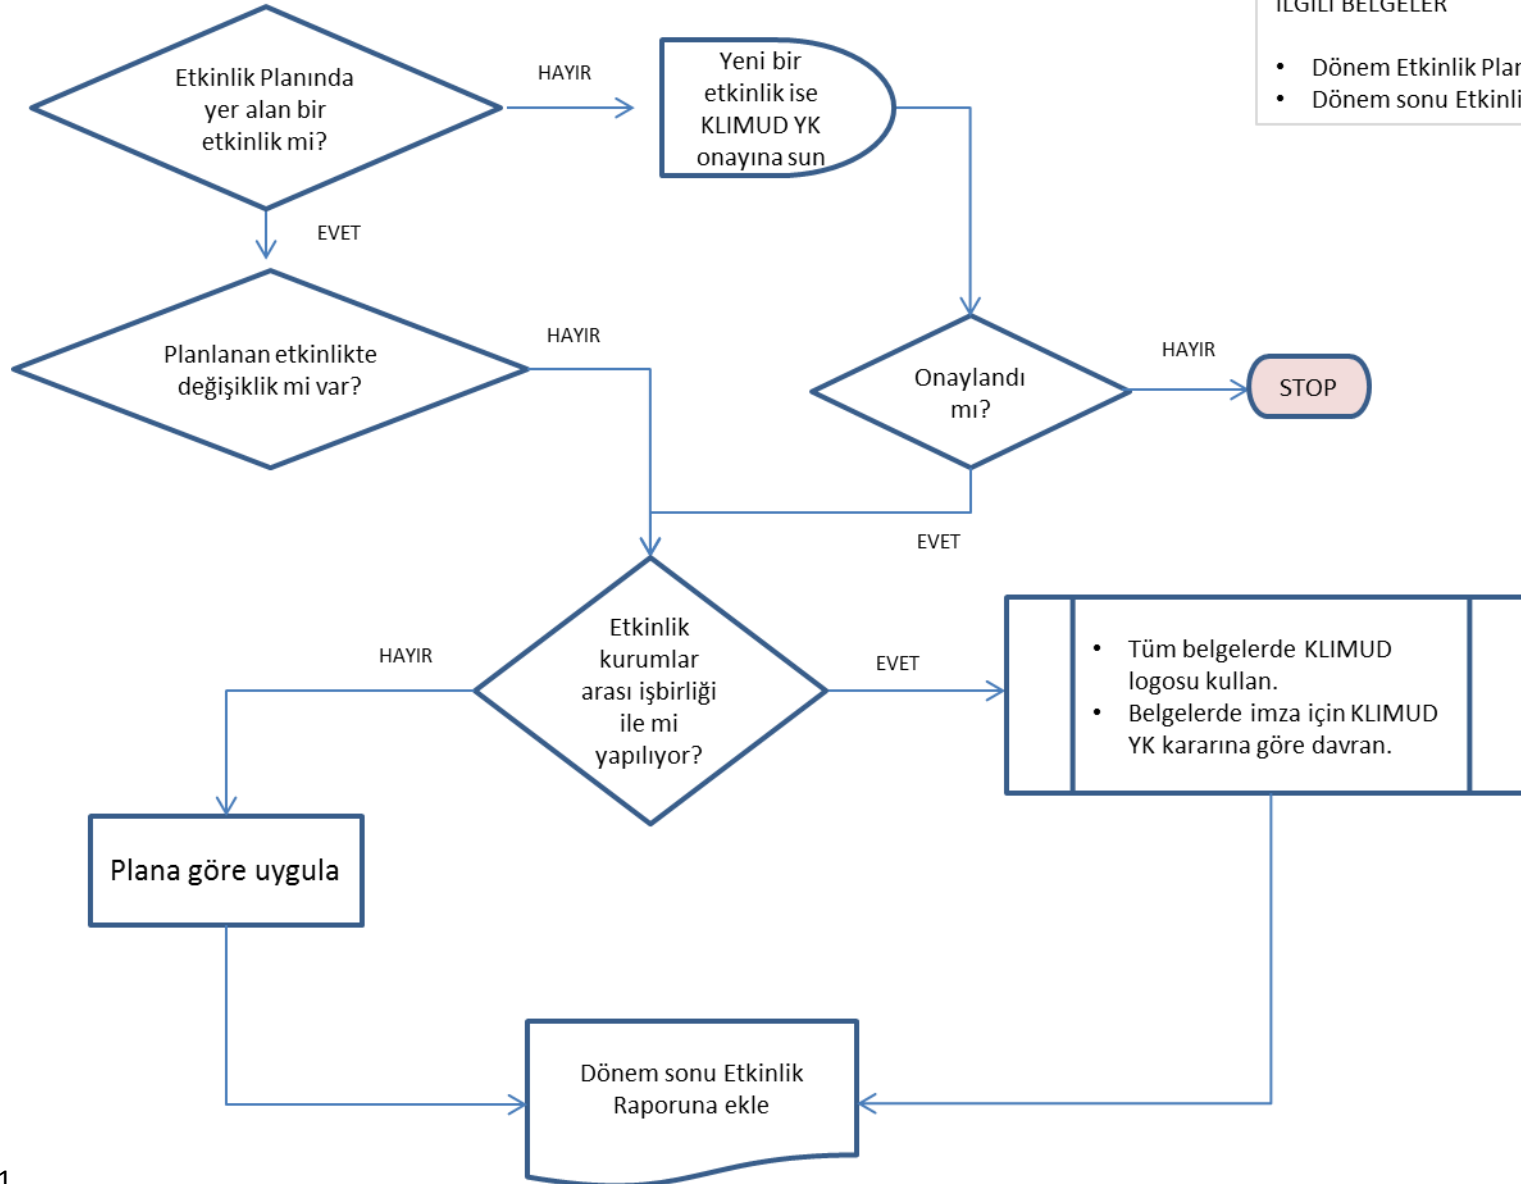 İLGİLİ BELGELER
• Dönem Etkinlik Plan
• Dönem sonu Etkinli
Etkinlik Planında
yer alan bir
etkinlik mi?
HAYIR
Yeni bir
etkinlik ise
KLIMUD YK
onayına sun
EVET
Planlanan etkinlikte
değişiklik mi var?
HAYIR
Onaylandı
mı?
HAYIR
STOP
EVET
Etkinlik
kurumlar
arası işbirliği
ile mi
yapılıyor?
HAYIR
EVET
• Tüm belgelerde KLIMUD
logosu kullan.
• Belgelerde imza için KLIMUD
YK kararına göre davran.
Plana göre uygula
Dönem sonu Etkinlik
Raporuna ekle
1